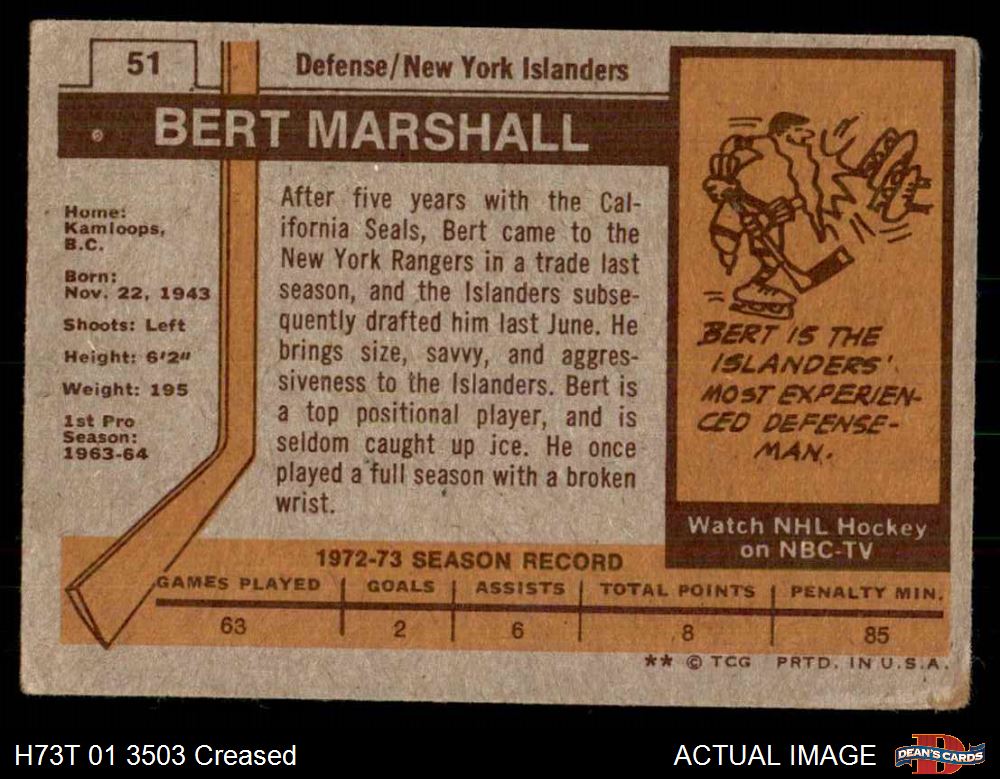 51
Defense/New York Islanders
BERT MARSHALL
Home:
Kamloops,
B.C.
Born:
Nov. 22, 1943
Shoots: Left
Height: 6'2"
Weight: 195
1st Pro
Season:
1963-64
After five years with the Cal-
ifornia Seals, Bert came to the
New York Rangers in a trade last
season, and the Islanders subse-
quently drafted him last June. He
brings size, savvy, and aggres-
siveness to the Islanders. Bert is
a top positional player, and is
seldom caught up ice. He once
played a full season with a broken
wrist.
BERT IS THE
ISLANDERS'
MOST EXPERIEN-
CED DEFENSE-
MAN.
Watch NHL Hockey
on NBC-TV
1972-73 SEASON RECORD
GAMES PLAYED GOALS ASSISTS TOTAL POINTS PENALTY MIN.
63 2 6 8 85
** © TCG PRTD. IN U.S.A.
H73T 01 3503 Creased
ACTUAL IMAGE
DEAN'S CARDS